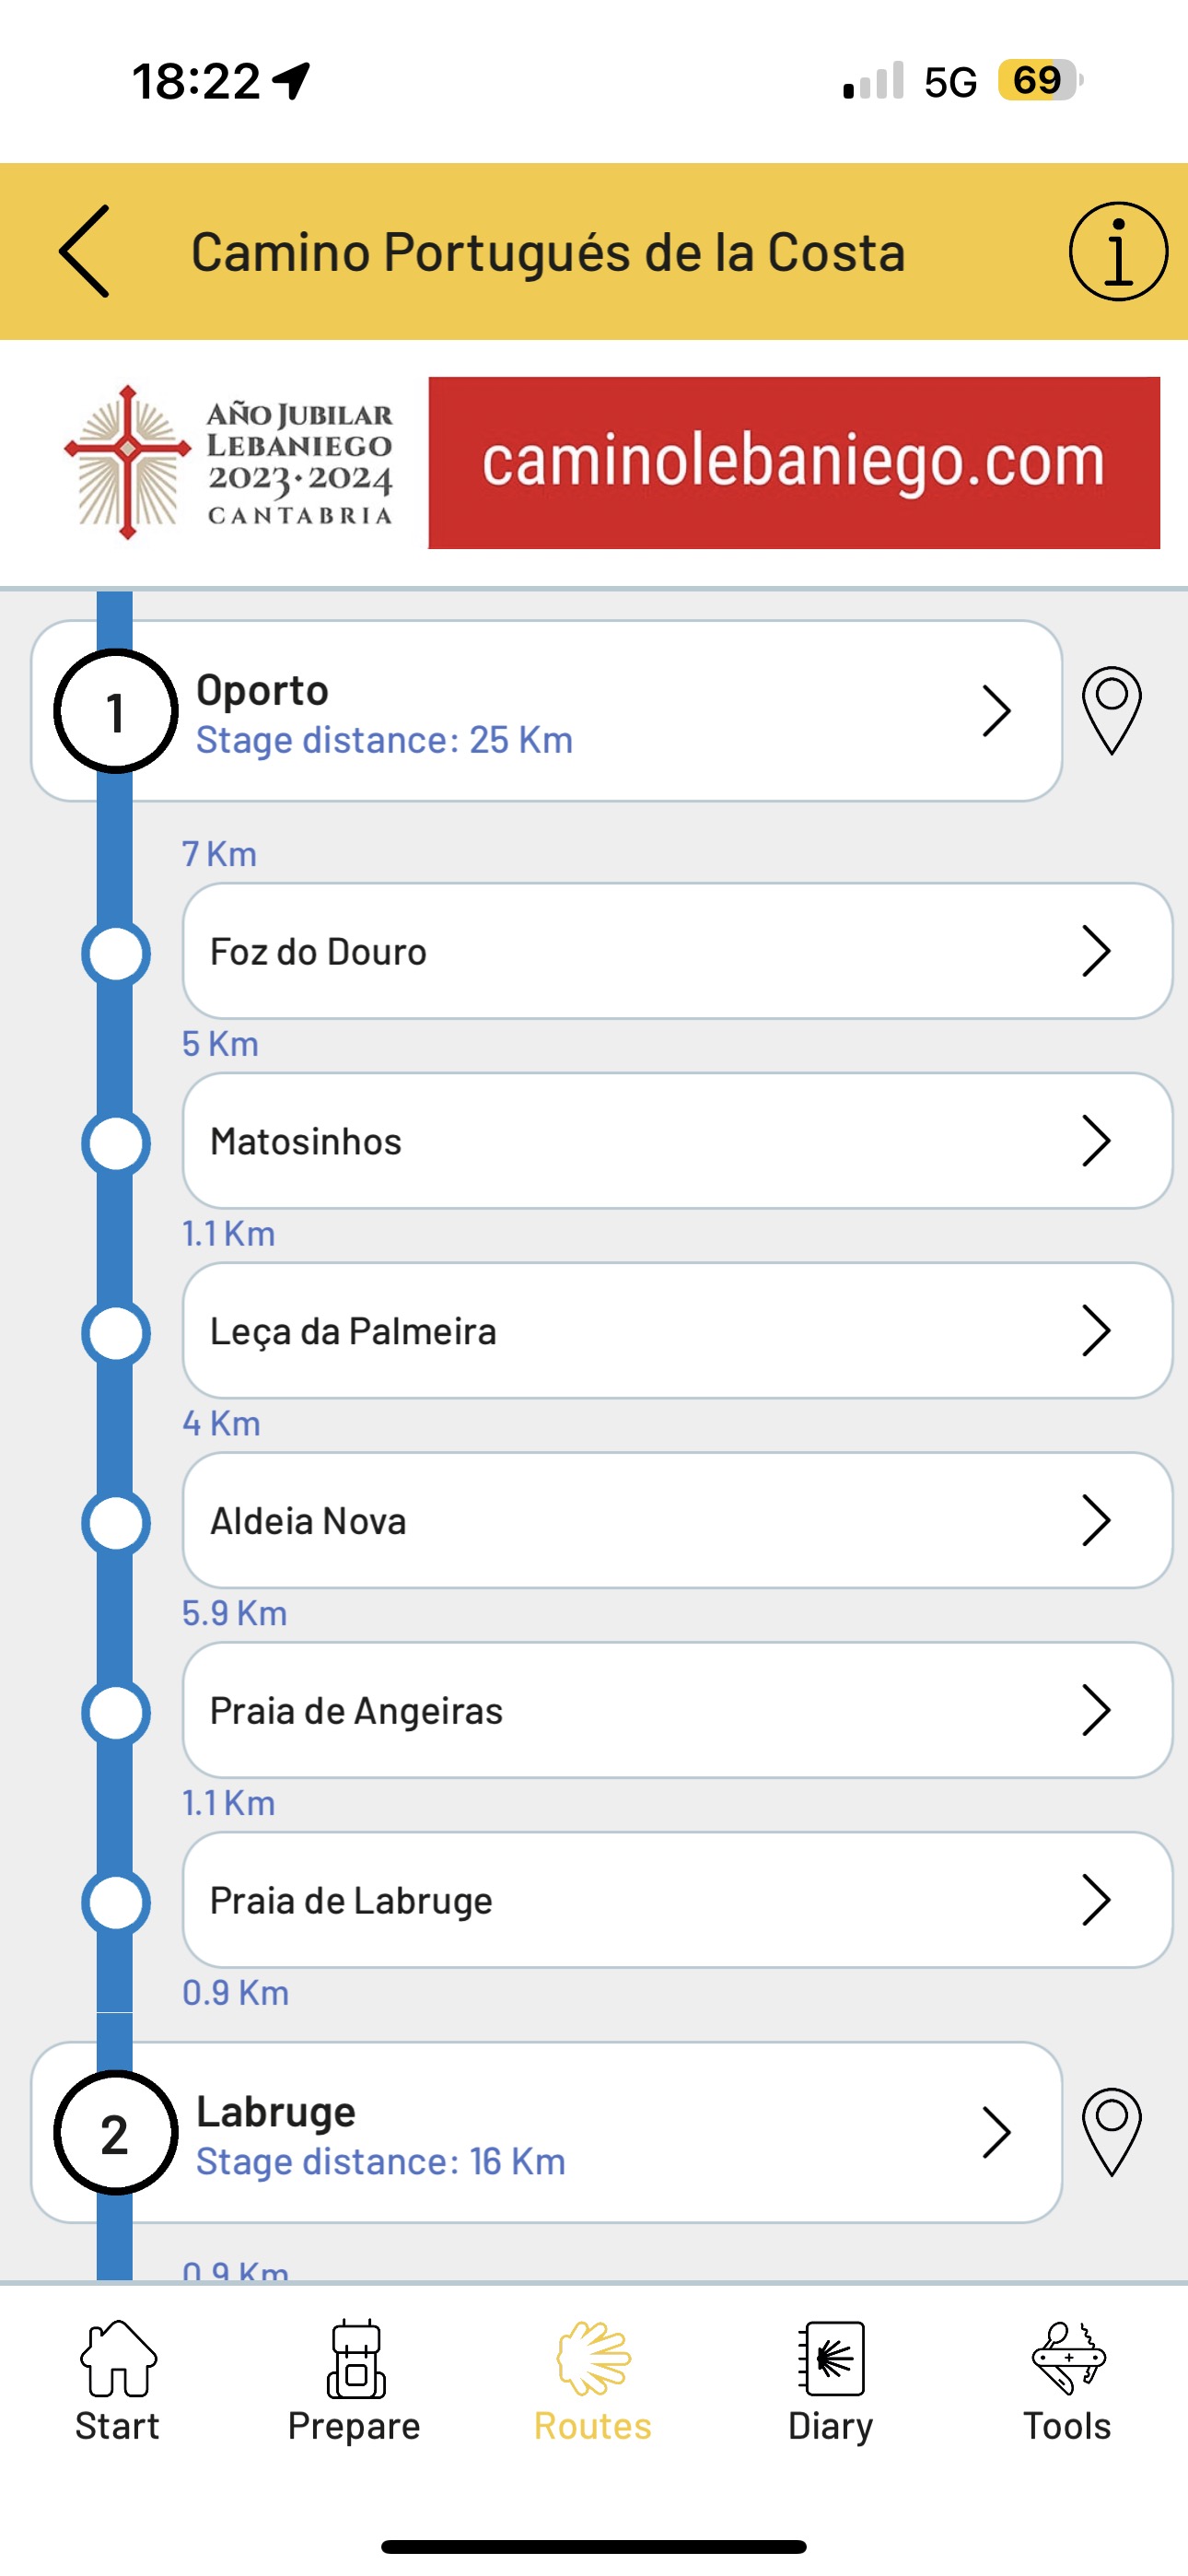 18:22
5G 69
Camino Portugués de la Costa
AÑO JUBILAR
LEBANIEGO
2023·2024
CANTABRIA
caminolebaniego.com
1
Oporto
Stage distance: 25 Km
7 Km
Foz do Douro
5 Km
Matosinhos
1.1 Km
Leça da Palmeira
4 Km
Aldeia Nova
5.9 Km
Praia de Angeiras
1.1 Km
Praia de Labruge
0.9 Km
2
Labruge
Stage distance: 16 Km
0.9 Km
Start
Prepare
Routes
Diary
Tools